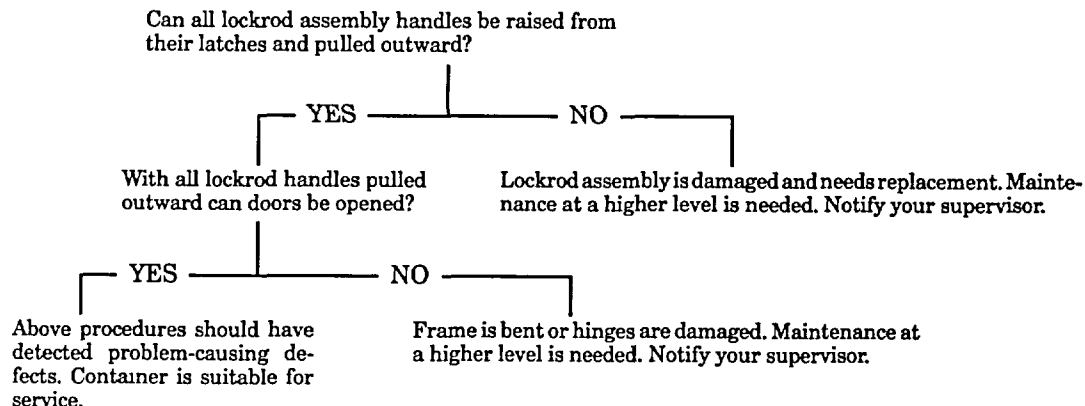 Can all lockrod assembly handles be raised from
their latches and pulled outward?
YES
NO
With all lockrod handles pulled
outward can doors be opened?
Lockrod assembly is damaged and needs replacement. Mainte-
nance at a higher level is needed. Notify your supervisor.
YES
NO
Above procedures should have
detected problem-causing de-
fects. Container is suitable for
service.
Frame is bent or hinges are damaged. Maintenance at
a higher level is needed. Notify your supervisor.